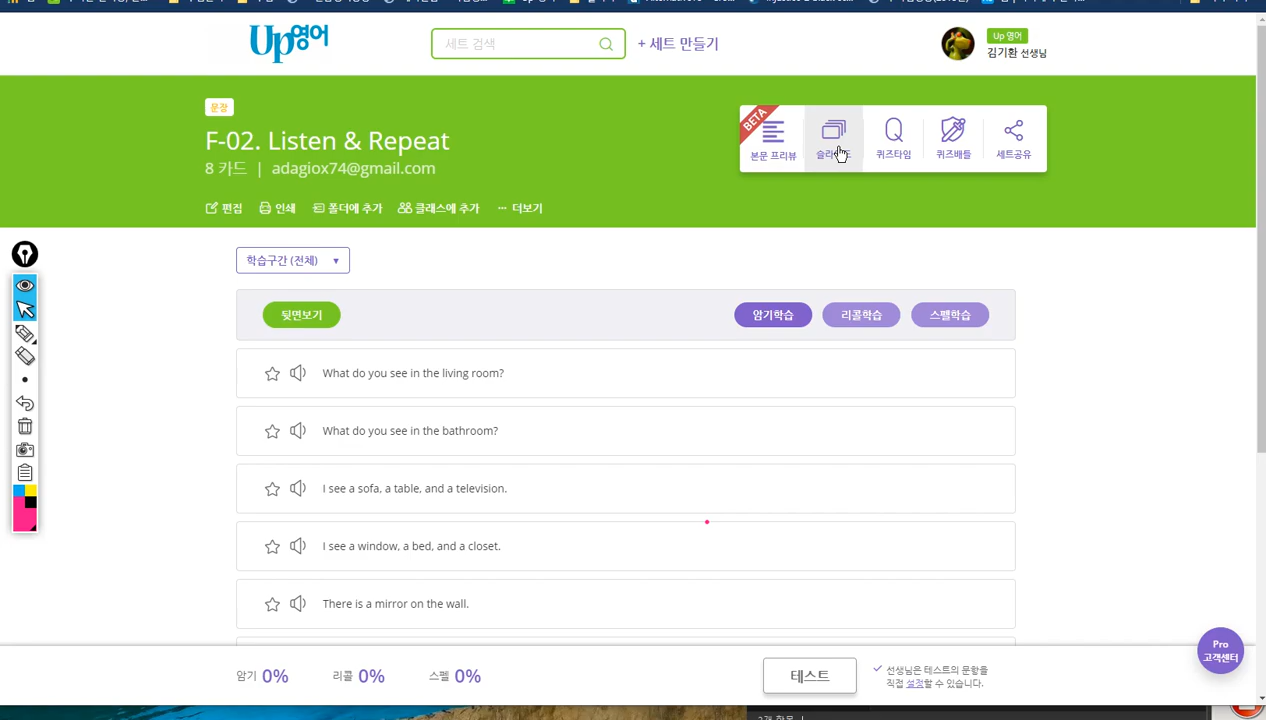 Up영어
세트 검색
+ 세트 만들기
Up 영어
김기환 선생님
문장
F-02. Listen & Repeat
8 카드 | adagiox74@gmail.com
편집
인쇄
폴더에 추가
클래스에 추가
··· 더보기
BETA
본문 프리뷰
퀴즈타임
퀴즈배틀
세트공유
학습구간 (전체) ▼
뒷면보기
암기학습
리콜학습
스펠학습
What do you see in the living room?
What do you see in the bathroom?
I see a sofa, a table, and a television.
I see a window, a bed, and a closet.
There is a mirror on the wall.
암기 0%
리콜 0%
스펠 0%
테스트
선생님은 테스트의 문항을
직접 설정할 수 있습니다.
Pro
고객센터